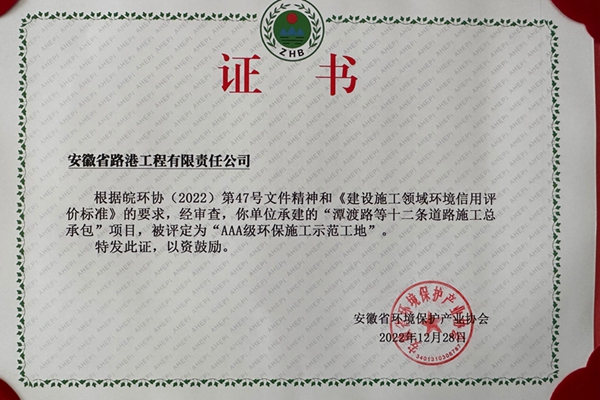 ZHB
证书
安徽省路港工程有限责任公司
根据皖环协（2022）第47号文件精神和《建设施工领域环境信用评
价标准》的要求，经审查，你单位承建的“潭渡路等十二条道路施工总
承包”项目，被评定为“AAA级环保施工示范工地”。
特发此证，以资鼓励。
安徽省环境保护产业协会
2022年12月28日